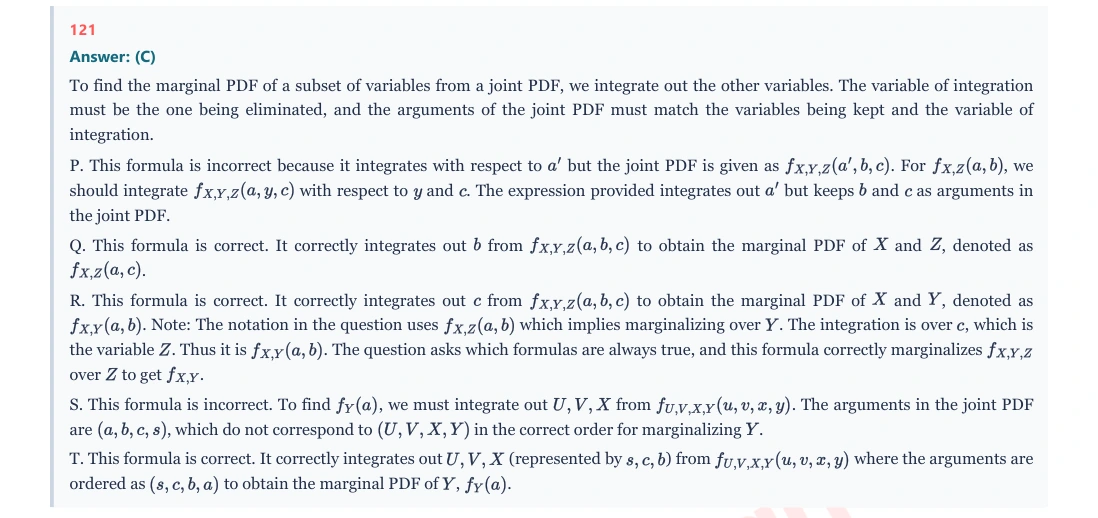 121
Answer: (C)
To find the marginal PDF of a subset of variables from a joint PDF, we integrate out the other variables. The variable of integration
must be the one being eliminated, and the arguments of the joint PDF must match the variables being kept and the variable of
integration.
P. This formula is incorrect because it integrates with respect to a′ but the joint PDF is given as f_{X,Y,Z}(a′, b, c). For f_{X,Z}(a, b), we
should integrate f_{X,Y,Z}(a, y, c) with respect to y and c. The expression provided integrates out a′ but keeps b and c as arguments in
the joint PDF.
Q. This formula is correct. It correctly integrates out b from f_{X,Y,Z}(a, b, c) to obtain the marginal PDF of X and Z, denoted as
f_{X,Z}(a, c).
R. This formula is correct. It correctly integrates out c from f_{X,Y,Z}(a, b, c) to obtain the marginal PDF of X and Y, denoted as
f_{X,Y}(a, b). Note: The notation in the question uses f_{X,Z}(a, b) which implies marginalizing over Y. The integration is over c, which is
the variable Z. Thus it is f_{X,Y}(a, b). The question asks which formulas are always true, and this formula correctly marginalizes f_{X,Y,Z}
over Z to get f_{X,Y}.
S. This formula is incorrect. To find f_Y(a), we must integrate out U, V, X from f_{U,V,X,Y}(u, v, x, y). The arguments in the joint PDF
are (a, b, c, s), which do not correspond to (U, V, X, Y) in the correct order for marginalizing Y.
T. This formula is correct. It correctly integrates out U, V, X (represented by s, c, b) from f_{U,V,X,Y}(u, v, x, y) where the arguments are
ordered as (s, c, b, a) to obtain the marginal PDF of Y, f_Y(a).